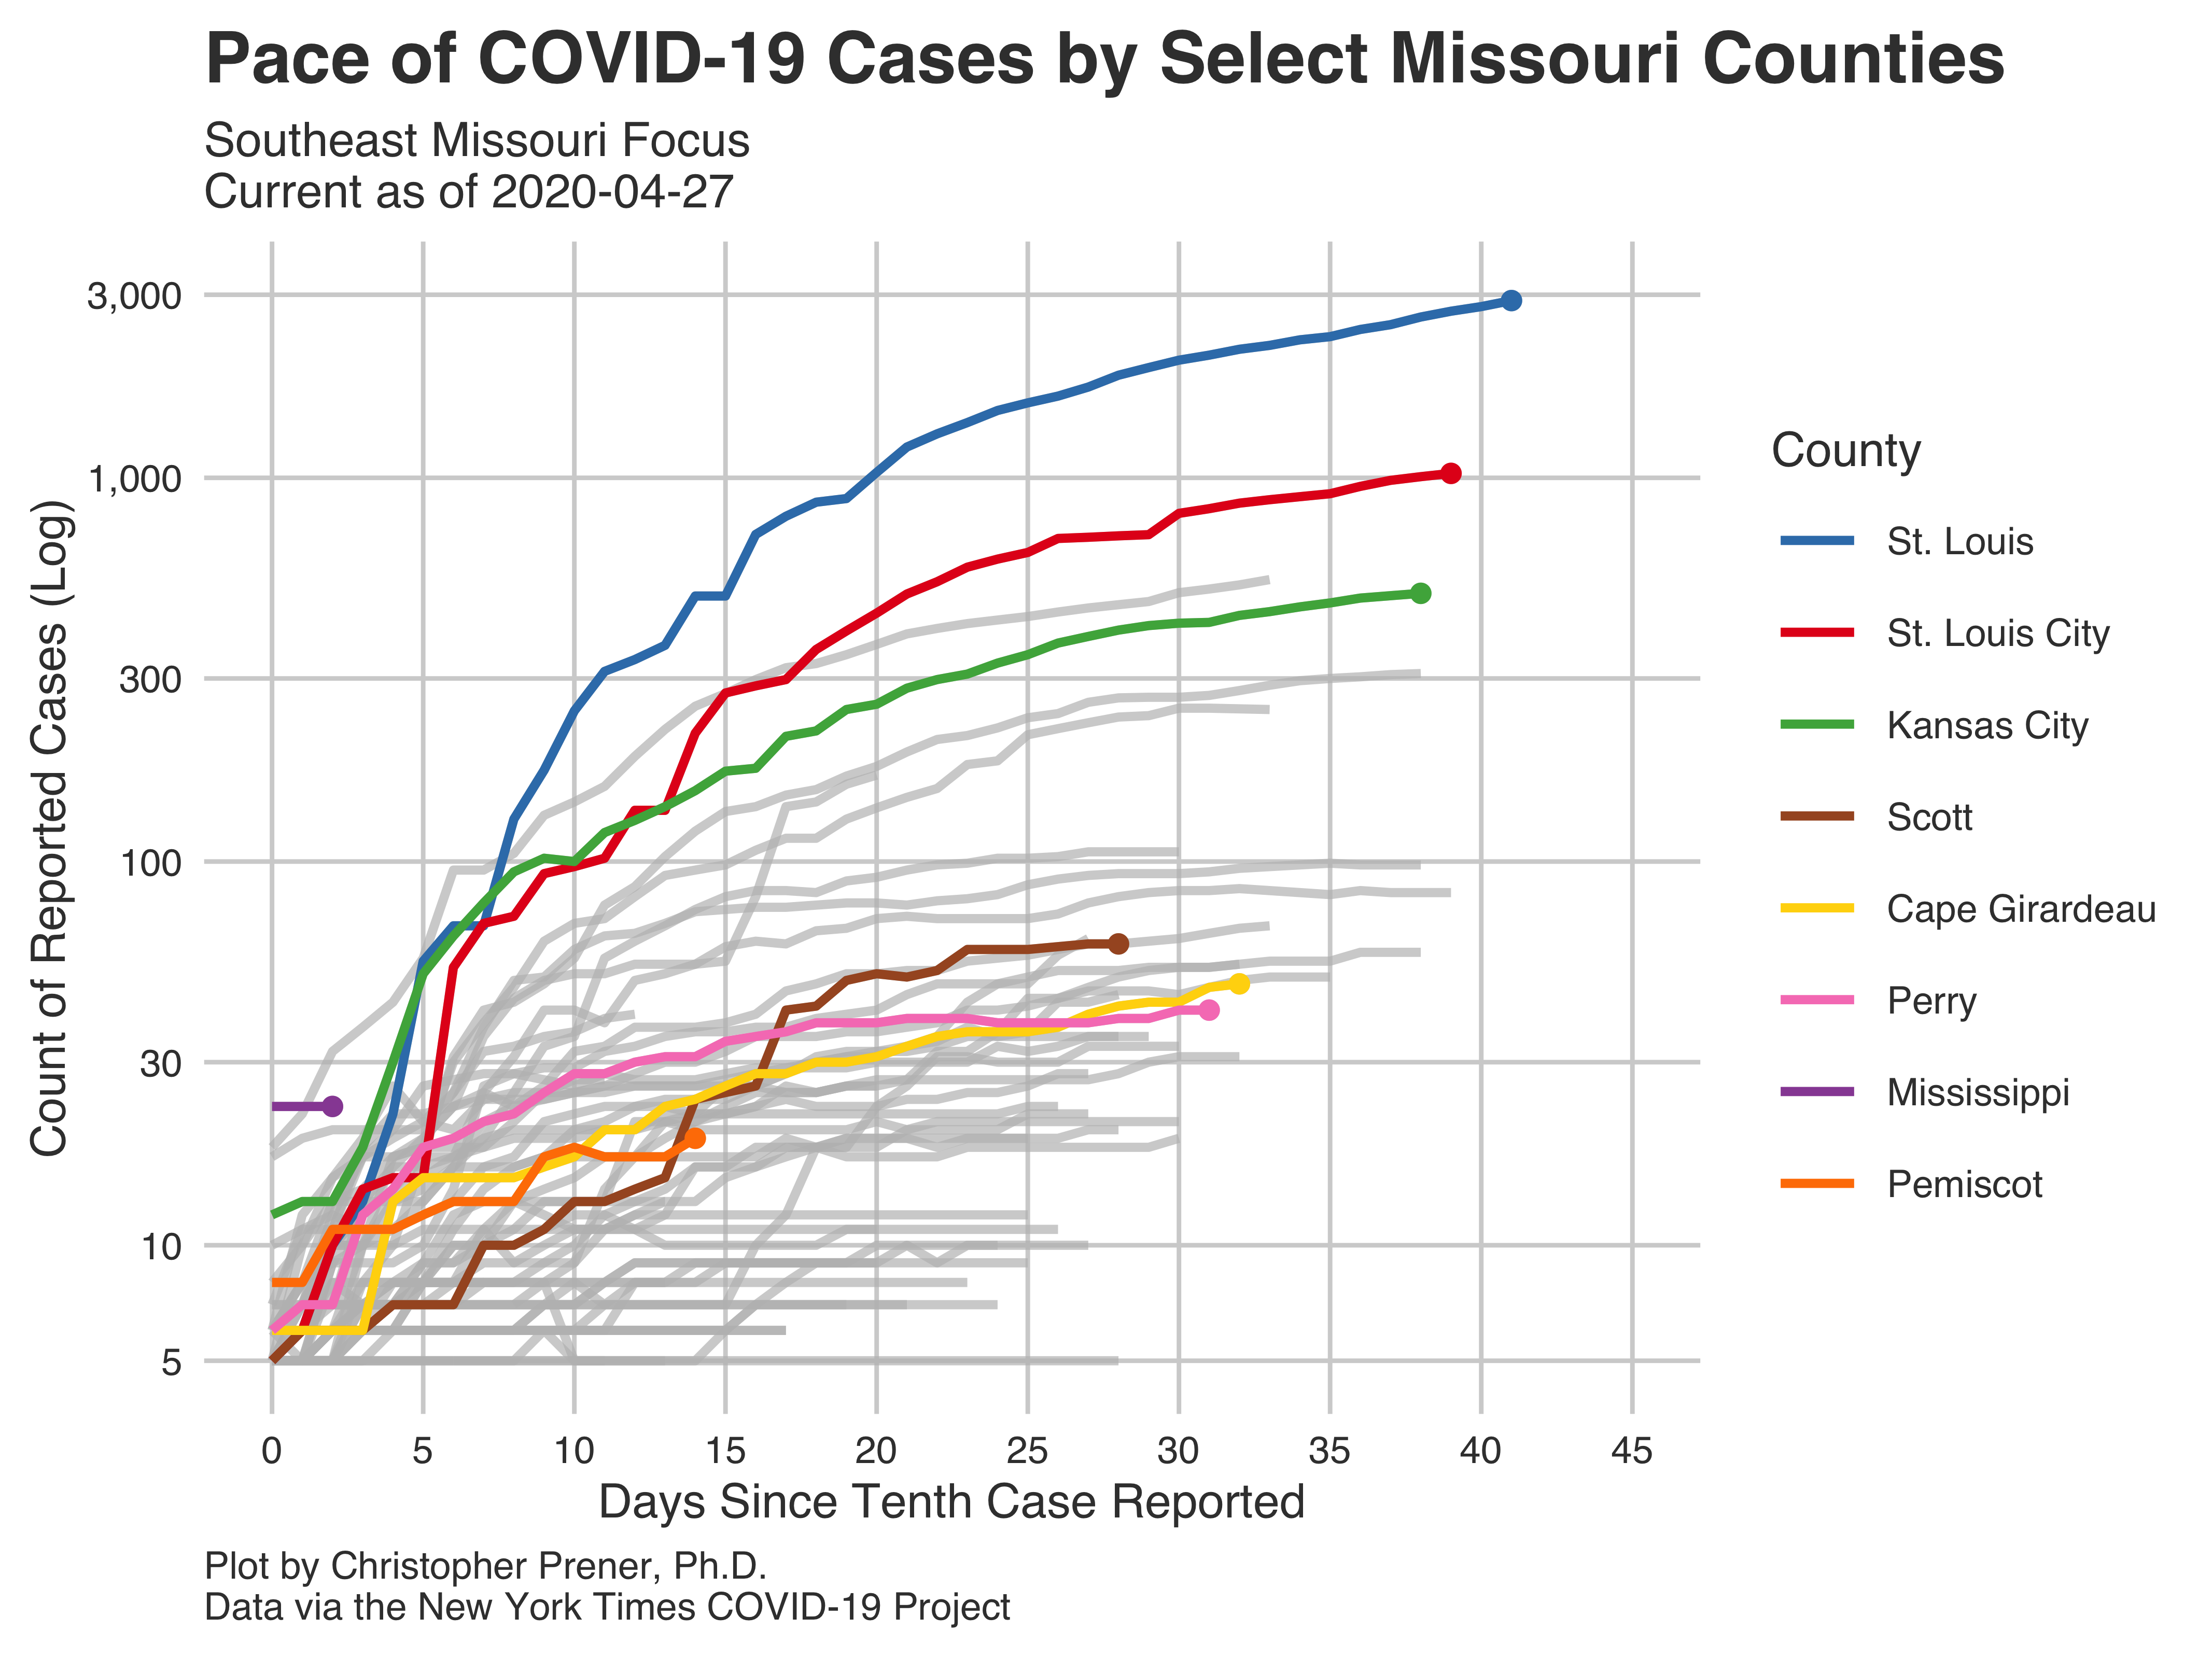 Pace of COVID-19 Cases by Select Missouri Counties
Southeast Missouri Focus
Current as of 2020-04-27
Count of Reported Cases (Log)
3,000
1,000
300
100
30
10
5
0 5 10 15 20 25 30 35 40 45
Days Since Tenth Case Reported
County
St. Louis
St. Louis City
Kansas City
Scott
Cape Girardeau
Perry
Mississippi
Pemiscot
Plot by Christopher Prener, Ph.D.
Data via the New York Times COVID-19 Project